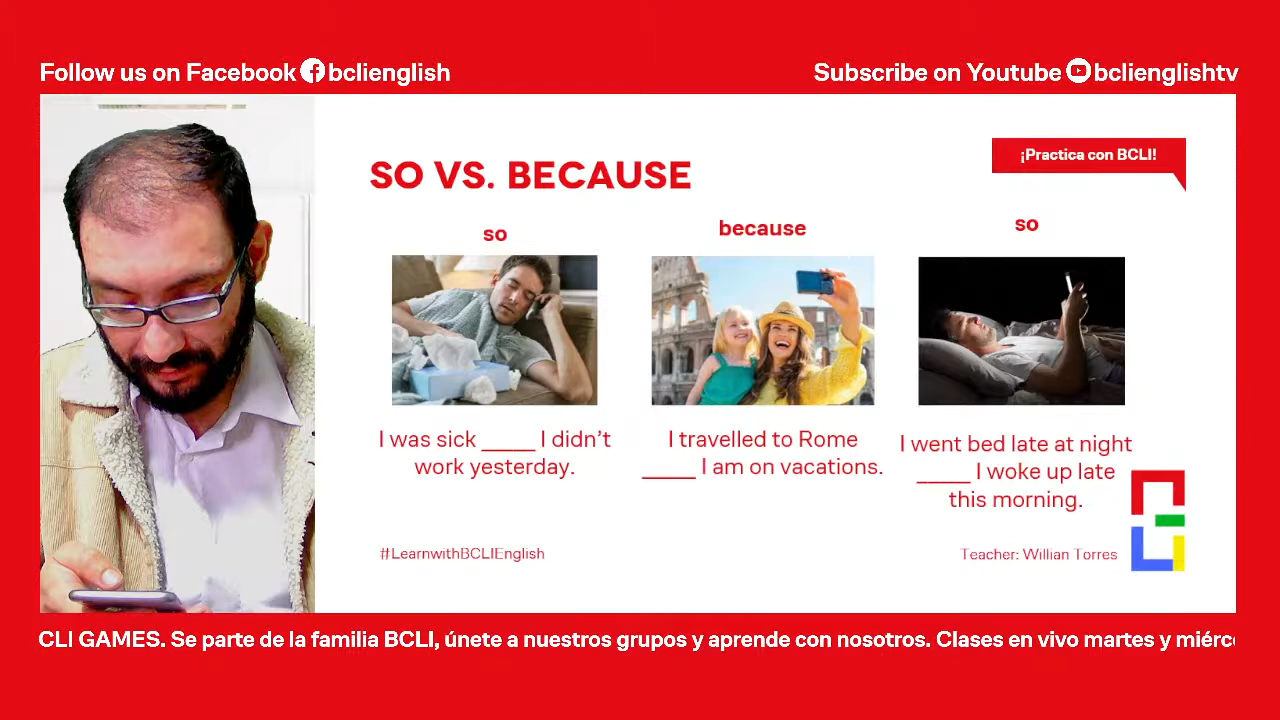 Follow us on Facebook bclienglish
Subscribe on Youtube bclienglishtv
¡Practica con BCLI!
SO VS. BECAUSE
so
because
so
I was sick _____ I didn't
work yesterday.
I travelled to Rome
_____ I am on vacations.
I went bed late at night
_____ I woke up late
this morning.
#LearnwithBCLIEnglish
Teacher: Willian Torres
CLI GAMES. Se parte de la familia BCLI, únete a nuestros grupos y aprende con nosotros. Clases en vivo martes y miérc